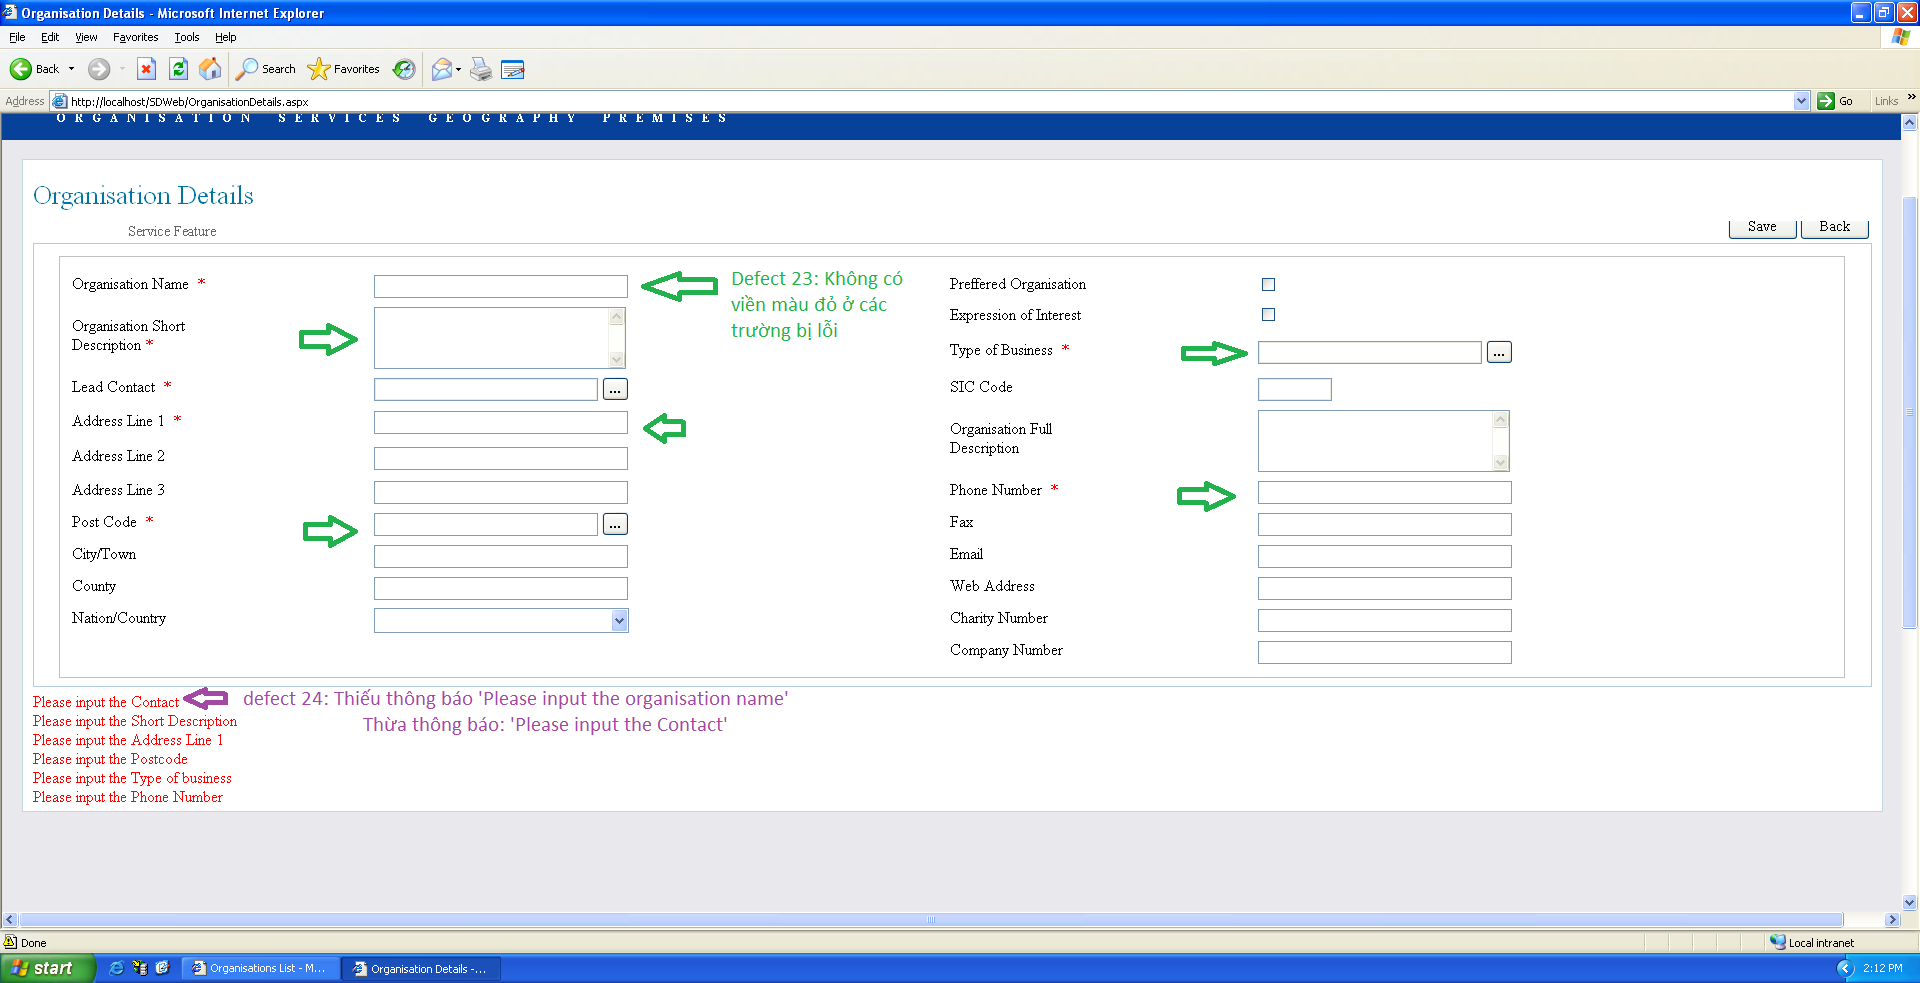 Organisation Details - Microsoft Internet Explorer
File Edit View Favorites Tools Help
Back Search Favorites
Address http://localhost/SDWeb/OrganisationDetails.aspx Go Links »
ORGANISATION SERVICES GEOGRAPHY PREMISES
Organisation Details
Service Feature
Save Back
Organisation Name *
Defect 23: Không có
viền màu đỏ ở các
trường bị lỗi
Organisation Short
Description *
Lead Contact * ...
Address Line 1 *
Address Line 2
Address Line 3
Post Code * ...
City/Town
County
Nation/Country
Preffered Organisation
Expression of Interest
Type of Business * ...
SIC Code
Organisation Full
Description
Phone Number *
Fax
Email
Web Address
Charity Number
Company Number
Please input the Contact
Please input the Short Description
Please input the Address Line 1
Please input the Postcode
Please input the Type of business
Please input the Phone Number
defect 24: Thiếu thông báo 'Please input the organisation name'
Thừa thông báo: 'Please input the Contact'
Done Local intranet
start Organisations List - M... Organisation Details -... 2:12 PM